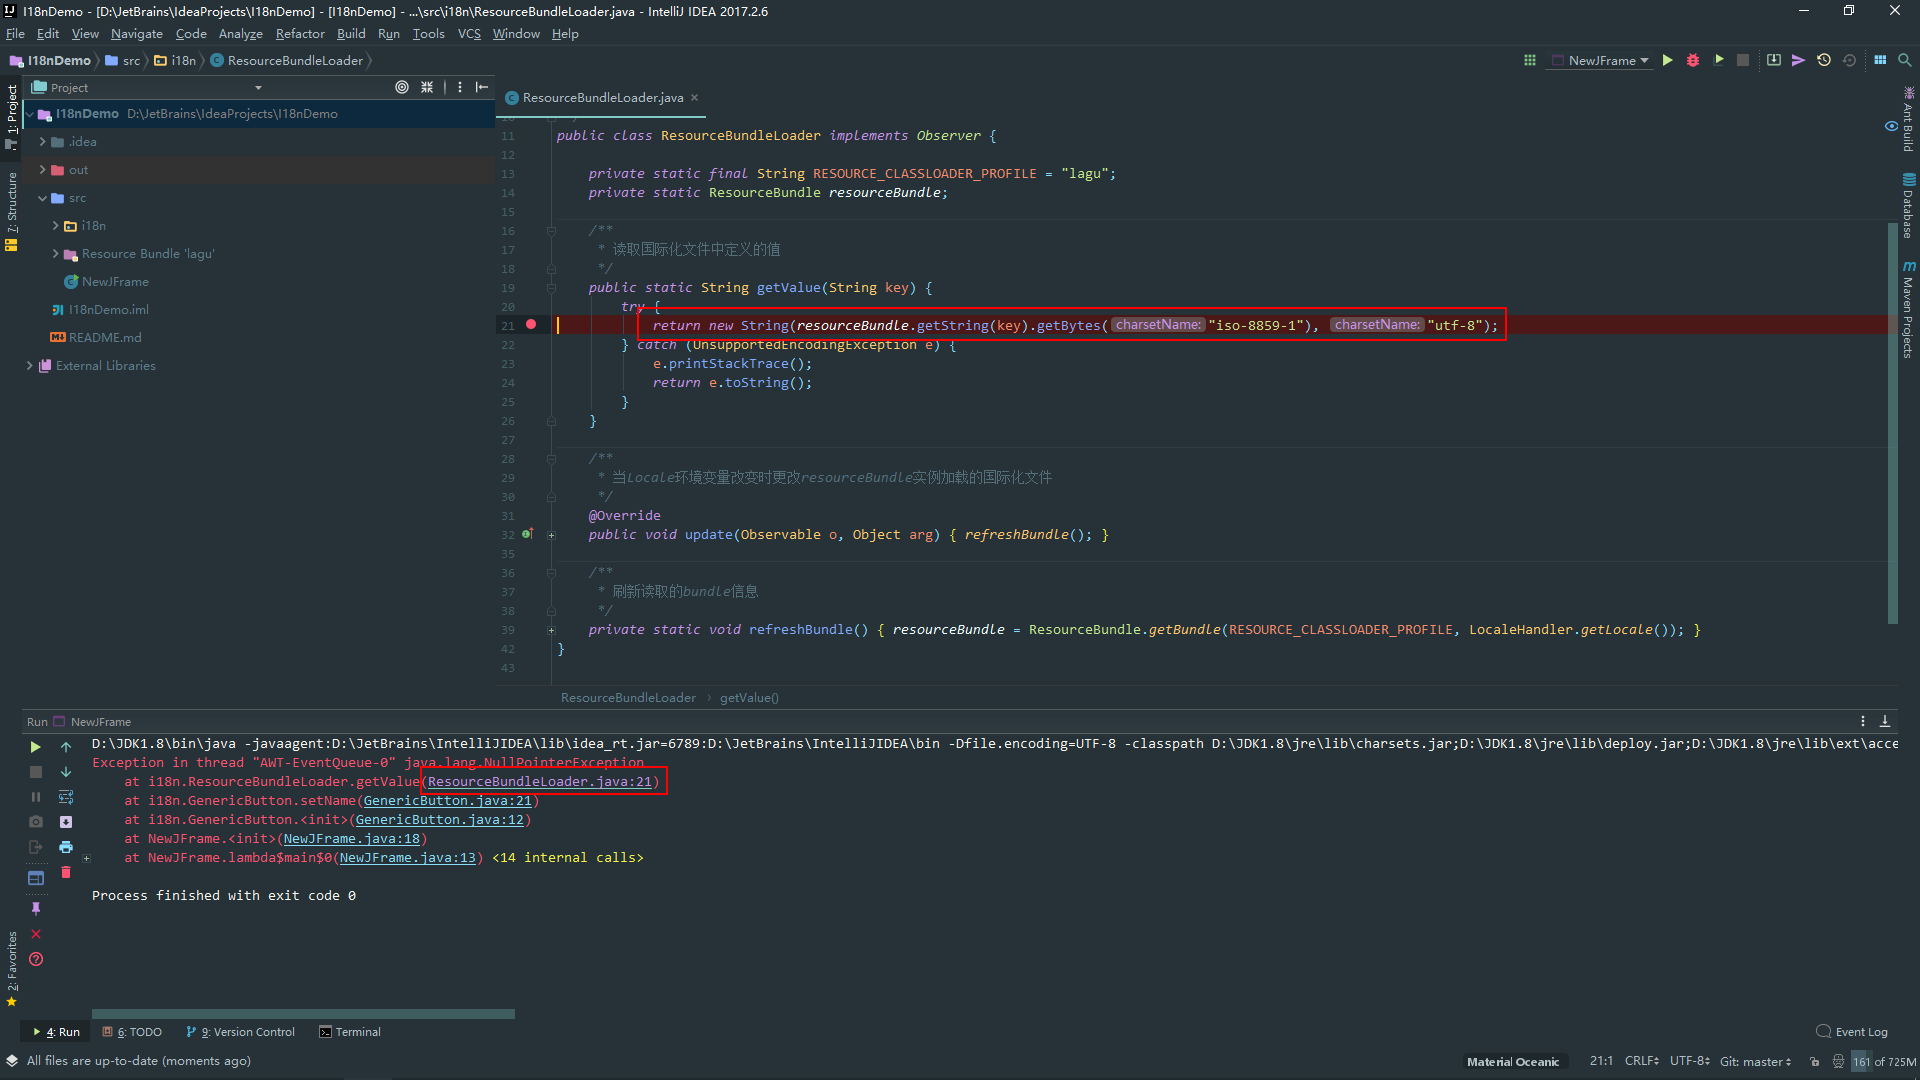 I18nDemo - [D:\JetBrains\IdeaProjects\I18nDemo] - [I18nDemo] - ...\src\i18n\ResourceBundleLoader.java - IntelliJ IDEA 2017.2.6
File Edit View Navigate Code Analyze Refactor Build Run Tools VCS Window Help
I18nDemo src i18n ResourceBundleLoader
NewJFrame
Project
ResourceBundleLoader.java
1: Project
7: Structure
2: Favorites
Ant Build
Database
Maven Projects
I18nDemo D:\JetBrains\IdeaProjects\I18nDemo
.idea
out
src
i18n
Resource Bundle 'lagu'
NewJFrame
I18nDemo.iml
README.md
External Libraries
11 public class ResourceBundleLoader implements Observer {
12
13 private static final String RESOURCE_CLASSLOADER_PROFILE = "lagu";
14 private static ResourceBundle resourceBundle;
15
16 /**
17 * 读取国际化文件中定义的值
18 */
19 public static String getValue(String key) {
20 try {
21 return new String(resourceBundle.getString(key).getBytes( charsetName: "iso-8859-1"), charsetName: "utf-8");
22 } catch (UnsupportedEncodingException e) {
23 e.printStackTrace();
24 return e.toString();
25 }
26 }
27
28 /**
29 * 当Locale环境变量改变时更改resourceBundle实例加载的国际化文件
30 */
31 @Override
32 public void update(Observable o, Object arg) { refreshBundle(); }
35
36 /**
37 * 刷新读取的bundle信息
38 */
39 private static void refreshBundle() { resourceBundle = ResourceBundle.getBundle(RESOURCE_CLASSLOADER_PROFILE, LocaleHandler.getLocale()); }
42 }
43
ResourceBundleLoader getValue()
Run NewJFrame
D:\JDK1.8\bin\java -javaagent:D:\JetBrains\IntelliJIDEA\lib\idea_rt.jar=6789:D:\JetBrains\IntelliJIDEA\bin -Dfile.encoding=UTF-8 -classpath D:\JDK1.8\jre\lib\charsets.jar;D:\JDK1.8\jre\lib\deploy.jar;D:\JDK1.8\jre\lib\ext\acce
Exception in thread "AWT-EventQueue-0" java.lang.NullPointerException
at i18n.ResourceBundleLoader.getValue(ResourceBundleLoader.java:21)
at i18n.GenericButton.setName(GenericButton.java:21)
at i18n.GenericButton.<init>(GenericButton.java:12)
at NewJFrame.<init>(NewJFrame.java:18)
at NewJFrame.lambda$main$0(NewJFrame.java:13) <14 internal calls>
Process finished with exit code 0
4: Run 6: TODO 9: Version Control Terminal Event Log
All files are up-to-date (moments ago) Material Oceanic 21:1 CRLF UTF-8 Git: master 161 of 725M